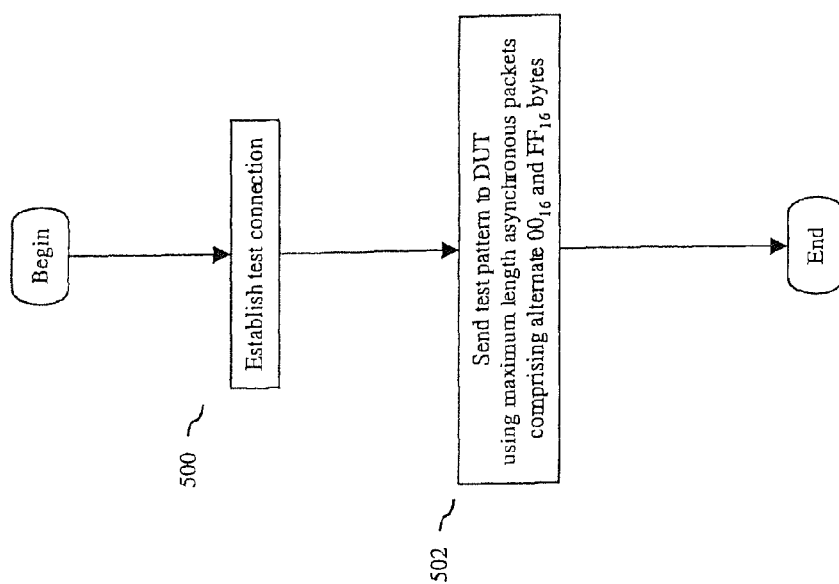 Begin
500
Establish test connection
502
Send test pattern to DUT
using maximum length asynchronous packets
comprising alternate 00₁₆ and FF₁₆ bytes
End